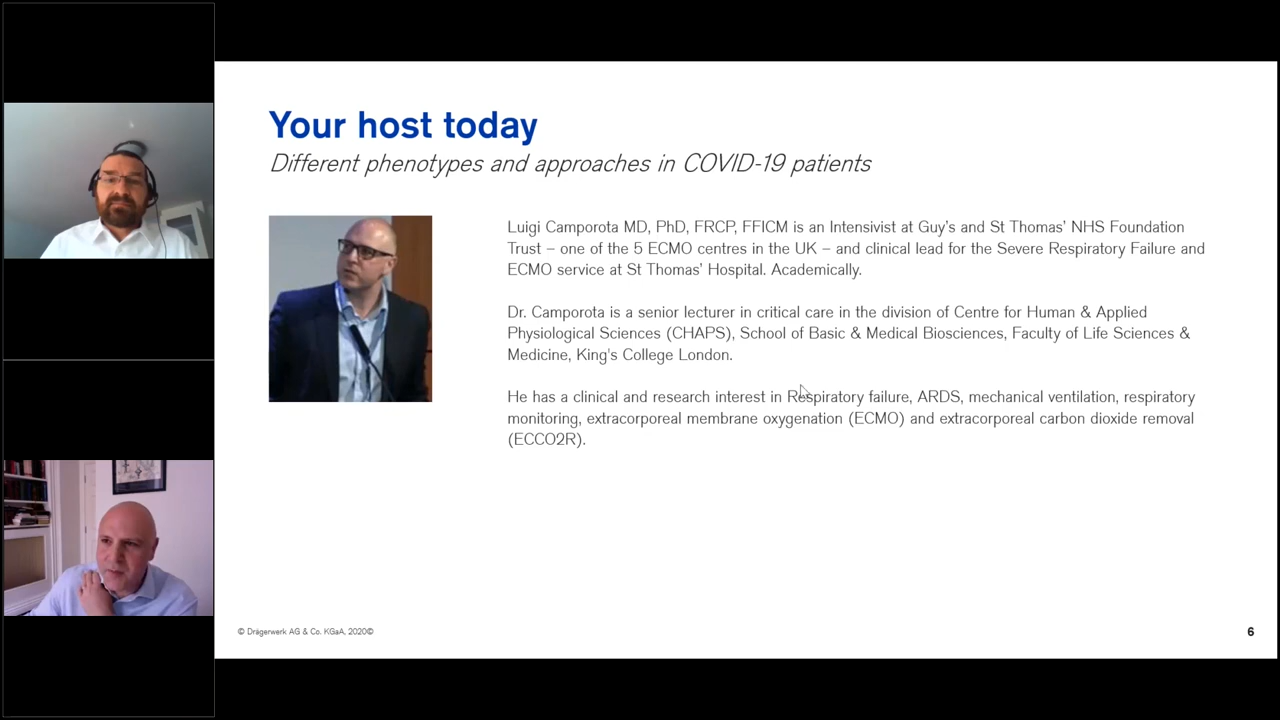 Your host today
Different phenotypes and approaches in COVID-19 patients
Luigi Camporota MD, PhD, FRCP, FFICM is an Intensivist at Guy's and St Thomas' NHS Foundation
Trust – one of the 5 ECMO centres in the UK – and clinical lead for the Severe Respiratory Failure and
ECMO service at St Thomas' Hospital. Academically.
Dr. Camporota is a senior lecturer in critical care in the division of Centre for Human & Applied
Physiological Sciences (CHAPS), School of Basic & Medical Biosciences, Faculty of Life Sciences &
Medicine, King's College London.
He has a clinical and research interest in Respiratory failure, ARDS, mechanical ventilation, respiratory
monitoring, extracorporeal membrane oxygenation (ECMO) and extracorporeal carbon dioxide removal
(ECCO2R).
© Drägerwerk AG & Co. KGaA, 2020©
6